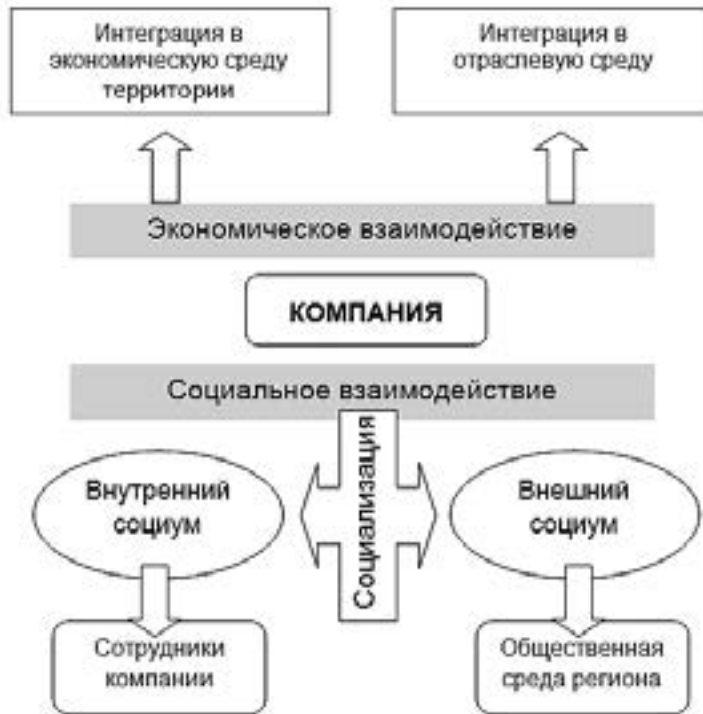 Интеграция в
экономическую среду
территории
Интеграция в
отраслевую среду
Экономическое взаимодействие
КОМПАНИЯ
Социальное взаимодействие
Социализация
Внутренний
социум
Внешний
социум
Сотрудники
компании
Общественная
среда региона